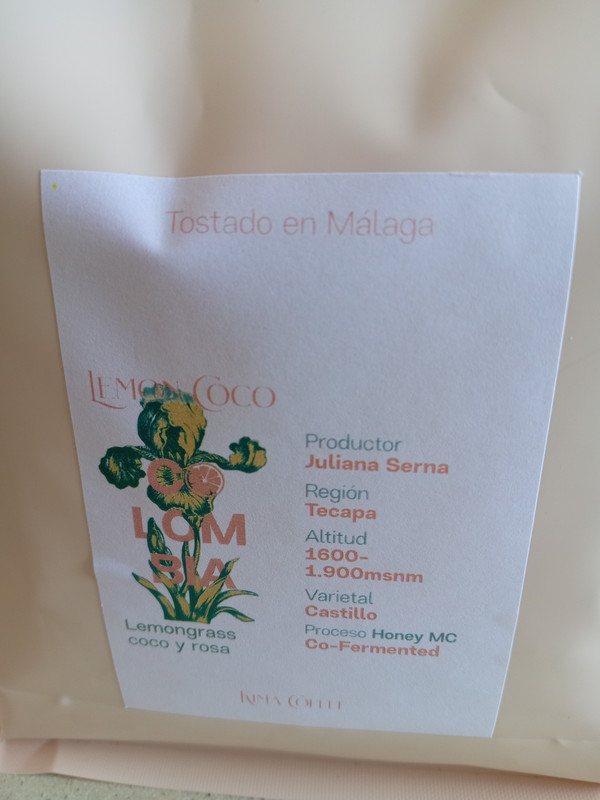 Tostado en Málaga
LEMON COCO
CO
LOM
BIA
Lemongrass
coco y rosa
Productor
Juliana Serna
Región
Tecapa
Altitud
1600-
1.900msnm
Varietal
Castillo
Proceso Honey MC
Co-Fermented
COFFEE